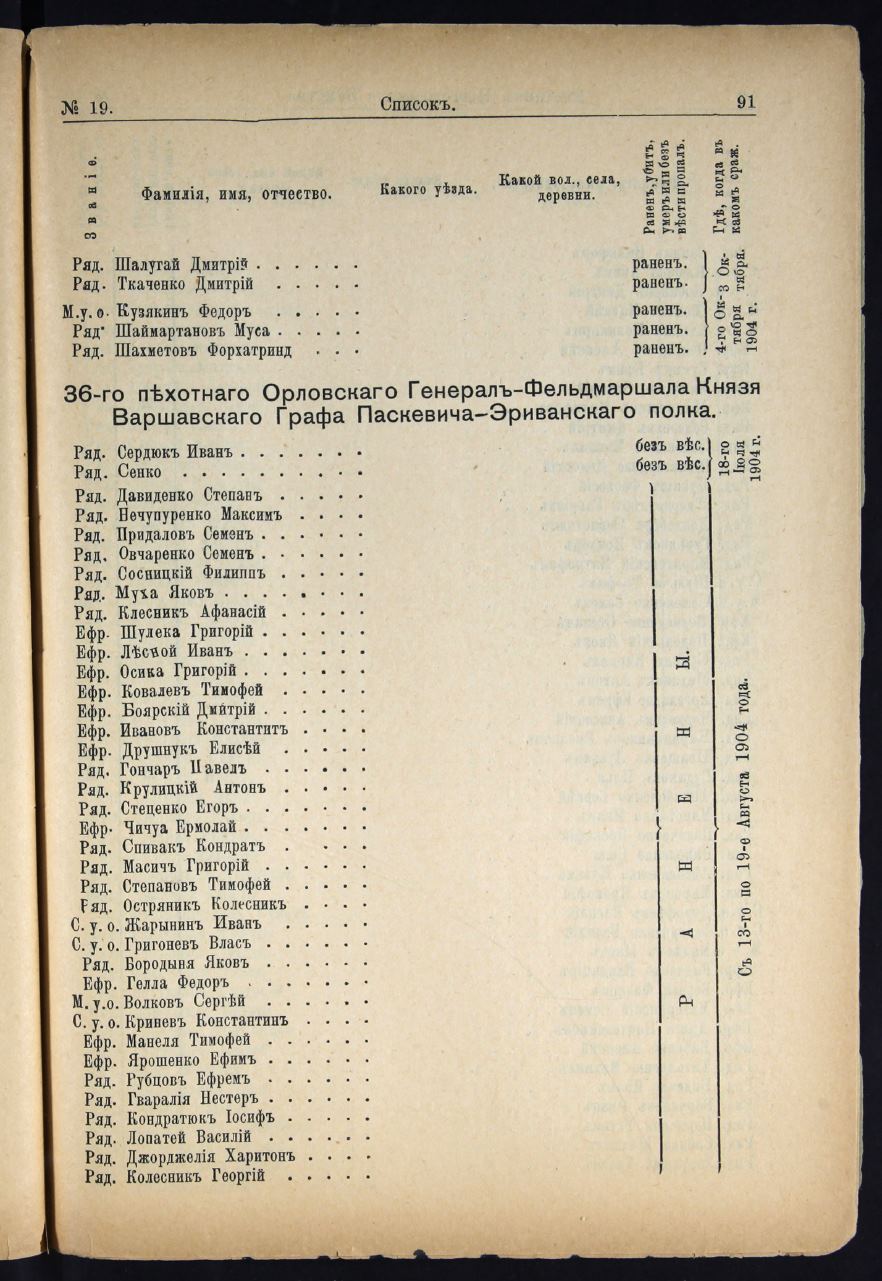 № 19.
Списокъ.
91
Званіе.
Фамилія, имя, отчество.
Какого уѣзда.
Какой вол., села,
деревни.
Раненъ, убитъ,
умеръ или безъ
вѣсти пропалъ.
Гдѣ, когда въ
какомъ сраж.
Ряд. Шалугай Дмитрій . . . . . . раненъ.
Ряд. Ткаченко Дмитрій . . . . . раненъ.
3 Ок-
тября.
М. у. о. Кузякинъ Федоръ . . . . . раненъ.
Ряд. Шаймартановъ Муса . . . . . раненъ.
Ряд. Шахметовъ Форхатринд . . . раненъ.
4-го Ок-
тября
1904 г.
36-го пѣхотнаго Орловскаго Генералъ-Фельдмаршала Князя
Варшавскаго Графа Паскевича-Эриванскаго полка.
Ряд. Сердюкъ Иванъ . . . . . . . безъ вѣс.
Ряд. Сенко . . . . . . . . . . безъ вѣс.
18-го
Іюля
1904 г.
Ряд. Давиденко Степанъ . . . . .
Ряд. Нечупуренко Максимъ . . . .
Ряд. Придаловъ Семенъ . . . . . .
Ряд. Овчаренко Семенъ . . . . . .
Ряд. Сосницкій Филиппъ . . . . .
Ряд. Муха Яковъ . . . . . . . .
Ряд. Клесникъ Афанасій . . . . .
Ефр. Шулека Григорій . . . . . .
Ефр. Лѣсной Иванъ . . . . . . .
Ефр. Осика Григорій . . . . . . .
Ефр. Ковалевъ Тимофей . . . . .
Ефр. Боярскій Дмитрій . . . . . .
Ефр. Ивановъ Константитъ . . . .
Ефр. Друшнукъ Елисѣй . . . . .
Ряд. Гончаръ Павелъ . . . . . .
Ряд. Крулицкій Антонъ . . . . .
Ряд. Стеценко Егоръ . . . . . . .
Ефр. Чичуа Ермолай . . . . . . .
Ряд. Спивакъ Кондратъ . . . . .
Ряд. Масичъ Григорій . . . . . .
Ряд. Степановъ Тимофей . . . . .
Ряд. Остряникъ Колесникъ . . . .
С. у. о. Жарынинъ Иванъ . . . . .
С. у. о. Григоневъ Власъ . . . . . .
Ряд. Бородыня Яковъ . . . . . .
Ефр. Гелла Федоръ . . . . . . .
М. у. о. Волковъ Сергѣй . . . . . .
С. у. о. Криневъ Константинъ . . . .
Ефр. Манеля Тимофей . . . . . .
Ефр. Ярошенко Ефимъ . . . . . .
Ряд. Рубцовъ Ефремъ . . . . . .
Ряд. Гваралія Нестеръ . . . . . .
Ряд. Кондратюкъ Іосифъ . . . . .
Ряд. Лопатей Василій . . . . . .
Ряд. Джорджелія Харитонъ . . . .
Ряд. Колесникъ Георгій . . . . .
РАНЕНЫ.
Съ 13-го по 19-е Августа 1904 года.